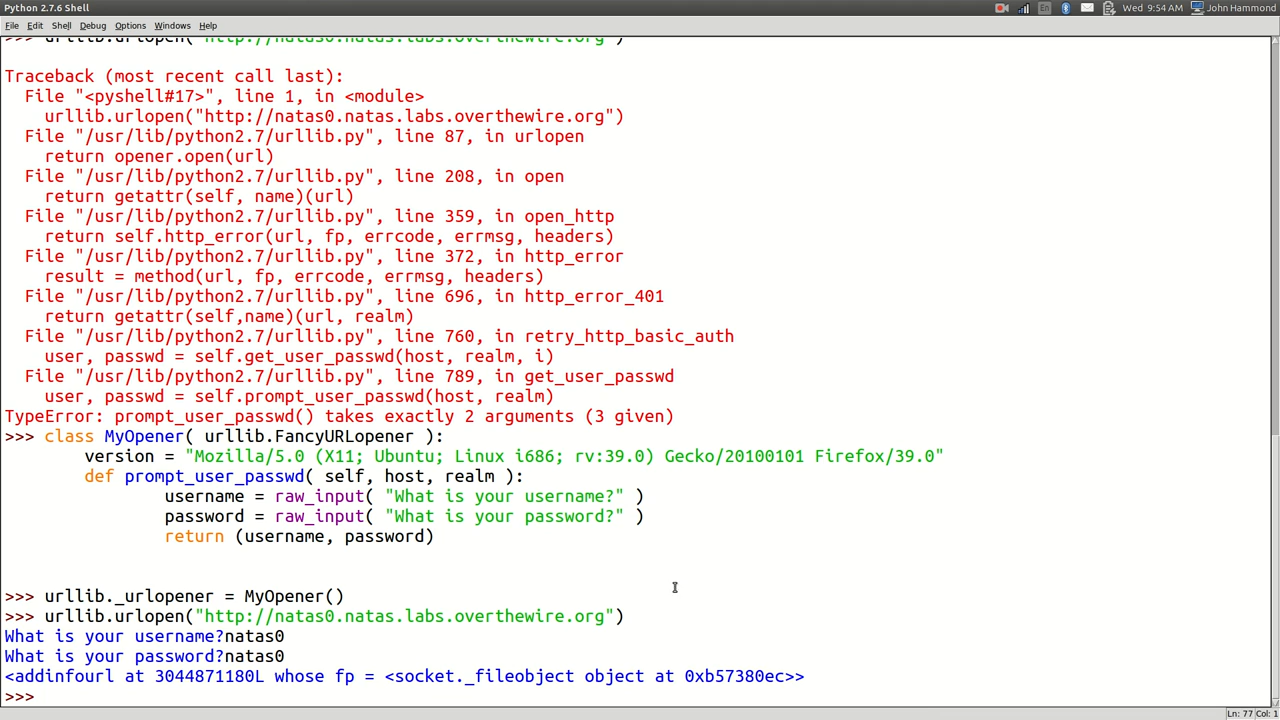 Python 2.7.6 Shell
En
Wed 9:54 AM
John Hammond
File Edit Shell Debug Options Windows Help
>>> urllib.urlopen( "http://natas0.natas.labs.overthewire.org" )
Traceback (most recent call last):
  File "<pyshell#17>", line 1, in <module>
    urllib.urlopen("http://natas0.natas.labs.overthewire.org")
  File "/usr/lib/python2.7/urllib.py", line 87, in urlopen
    return opener.open(url)
  File "/usr/lib/python2.7/urllib.py", line 208, in open
    return getattr(self, name)(url)
  File "/usr/lib/python2.7/urllib.py", line 359, in open_http
    return self.http_error(url, fp, errcode, errmsg, headers)
  File "/usr/lib/python2.7/urllib.py", line 372, in http_error
    result = method(url, fp, errcode, errmsg, headers)
  File "/usr/lib/python2.7/urllib.py", line 696, in http_error_401
    return getattr(self,name)(url, realm)
  File "/usr/lib/python2.7/urllib.py", line 760, in retry_http_basic_auth
    user, passwd = self.get_user_passwd(host, realm, i)
  File "/usr/lib/python2.7/urllib.py", line 789, in get_user_passwd
    user, passwd = self.prompt_user_passwd(host, realm)
TypeError: prompt_user_passwd() takes exactly 2 arguments (3 given)
>>> class MyOpener( urllib.FancyURLopener ):
        version = "Mozilla/5.0 (X11; Ubuntu; Linux i686; rv:39.0) Gecko/20100101 Firefox/39.0"
        def prompt_user_passwd( self, host, realm ):
                username = raw_input( "What is your username?" )
                password = raw_input( "What is your password?" )
                return (username, password)
>>> urllib._urlopener = MyOpener()
>>> urllib.urlopen("http://natas0.natas.labs.overthewire.org")
What is your username?natas0
What is your password?natas0
<addinfourl at 3044871180L whose fp = <socket._fileobject object at 0xb57380ec>>
>>>
Ln: 77 Col: 1